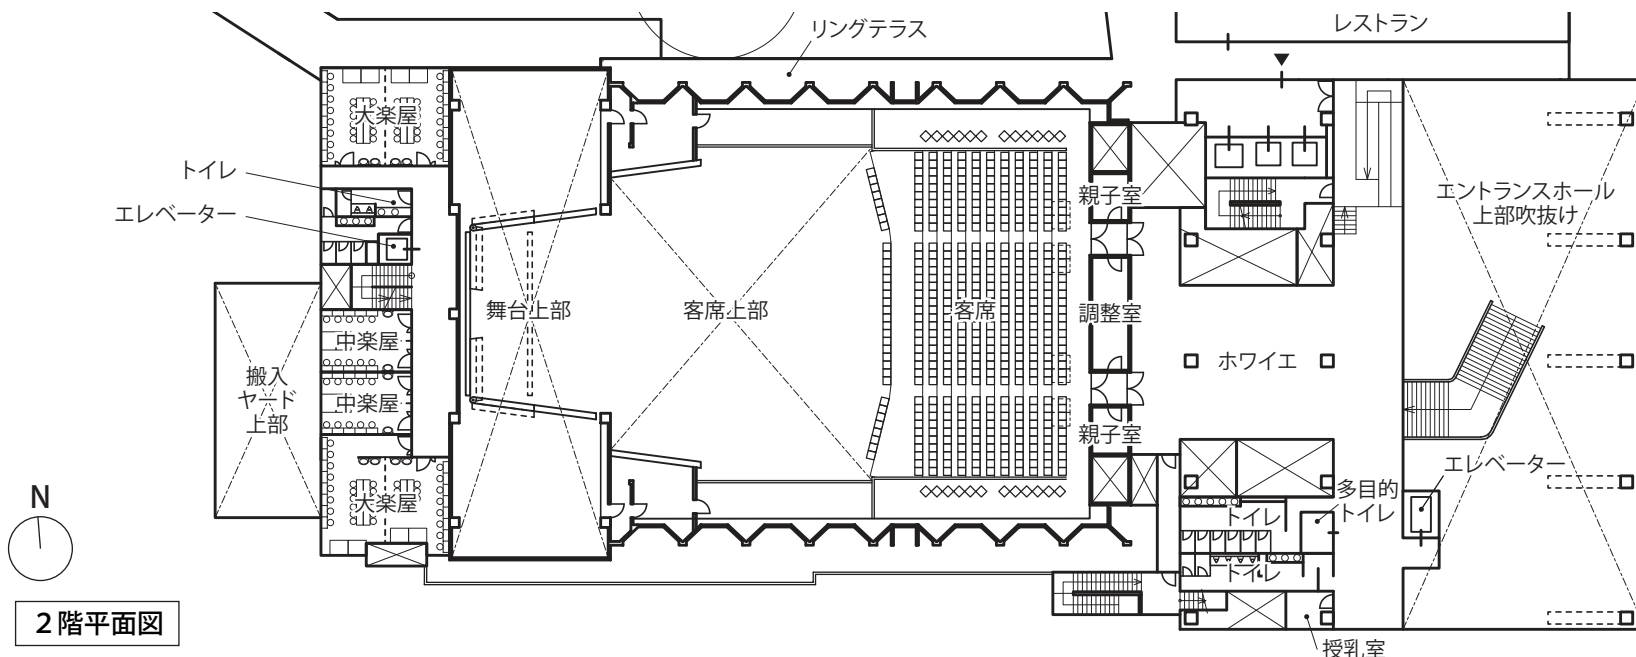 レストラン
リングテラス
大楽屋
トイレ
エレベーター
親子室
エントランスホール
上部吹抜け
舞台上部
客席上部
客席
調整室
中楽屋
ホワイエ
搬入
ヤード
上部
中楽屋
親子室
エレベーター
大楽屋
多目的
トイレ
トイレ
トイレ
N
2階平面図
授乳室